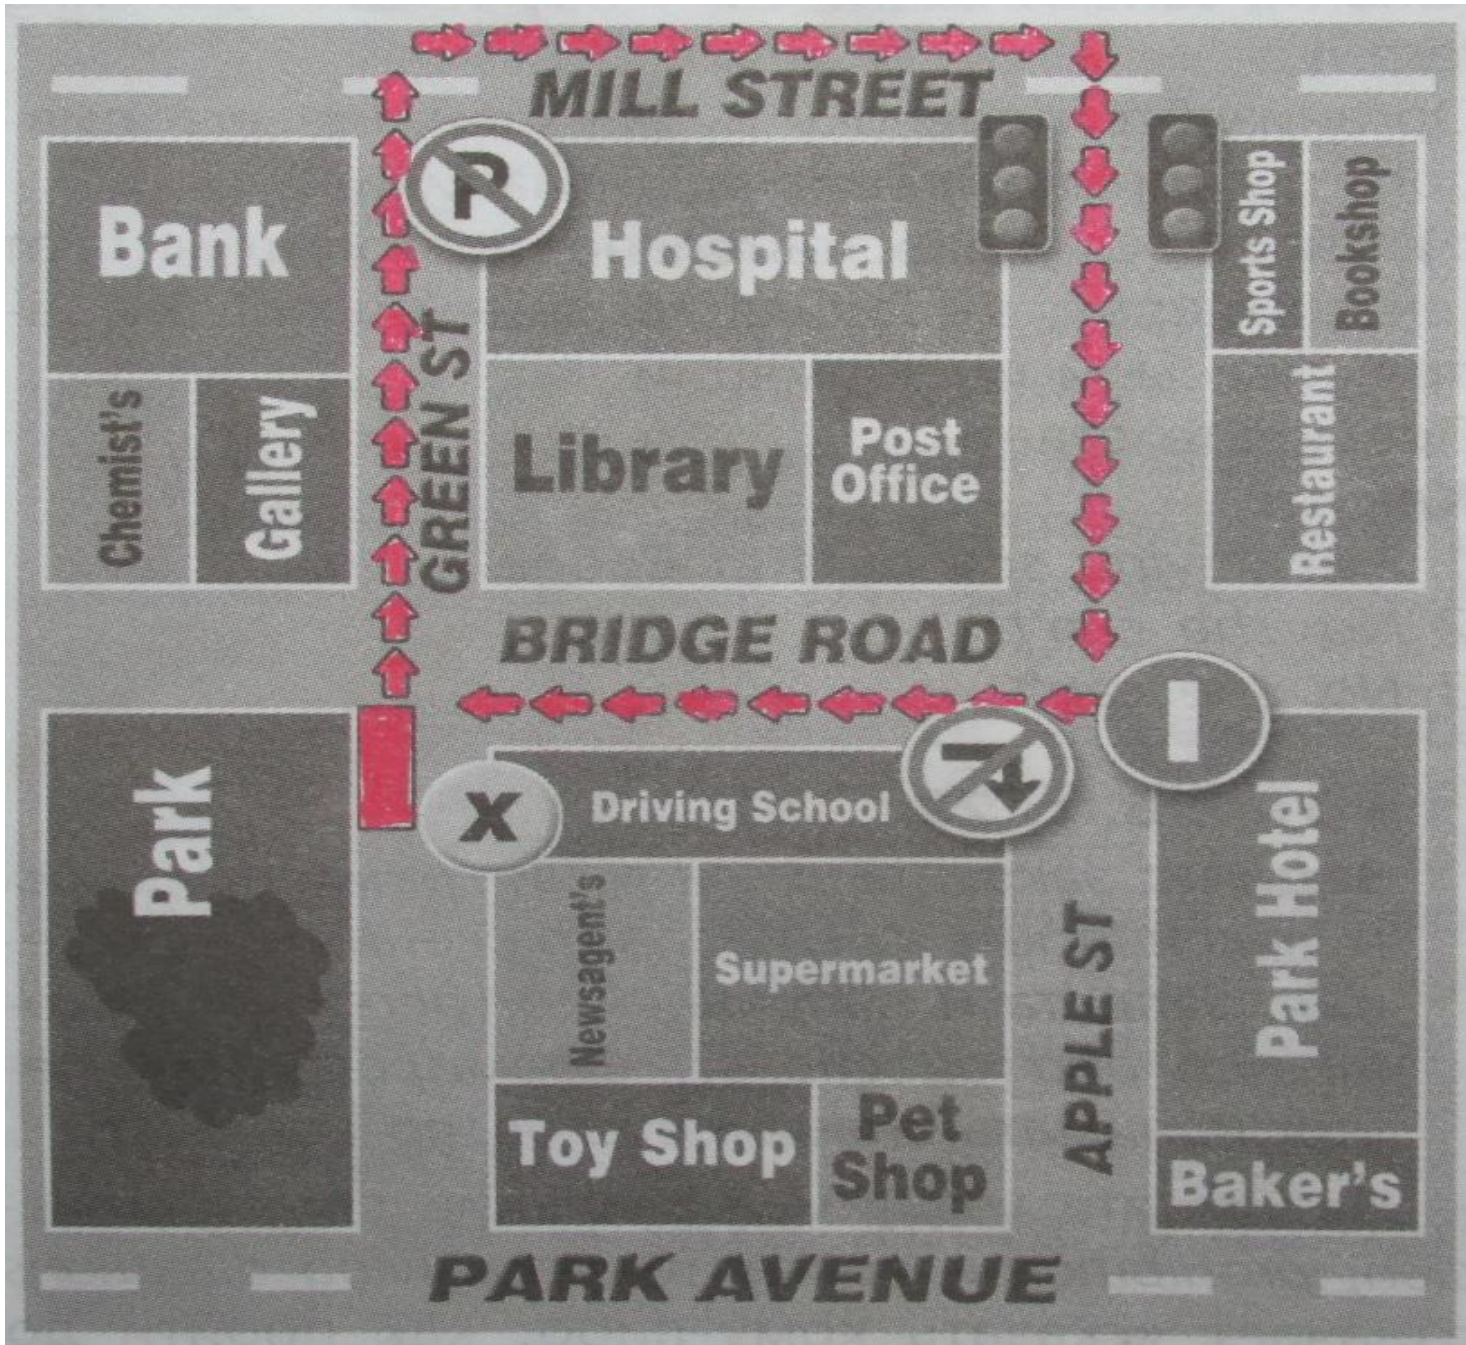 MILL STREET
P
Bank
Hospital
Sports Shop
Bookshop
GREEN ST
Chemist's
Gallery
Library
Post
Office
Restaurant
BRIDGE ROAD
Park
X
Driving School
Park Hotel
Newsagent's
Supermarket
APPLE ST
Toy Shop
Pet
Shop
Baker's
PARK AVENUE